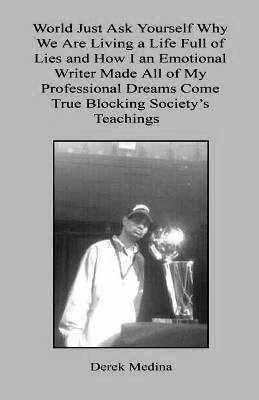 World Just Ask Yourself Why
We Are Living a Life Full of
Lies and How I an Emotional
Writer Made All of My
Professional Dreams Come
True Blocking Society's
Teachings
Derek Medina